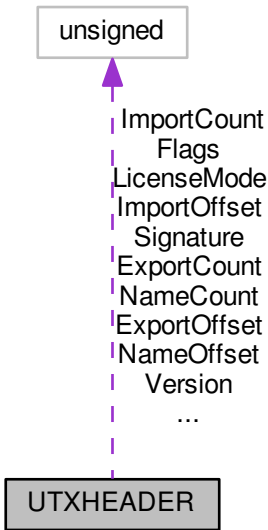 unsigned
ImportCount
Flags
LicenseMode
ImportOffset
Signature
ExportCount
NameCount
ExportOffset
NameOffset
Version
...
UTXHEADER